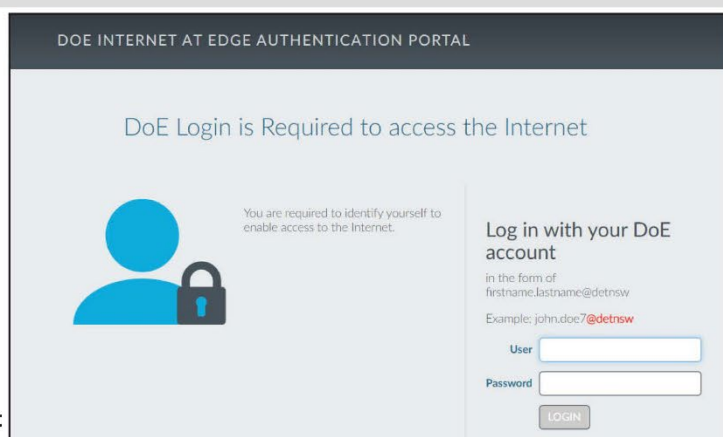 DOE INTERNET AT EDGE AUTHENTICATION PORTAL
DoE Login is Required to access the Internet
You are required to identify yourself to
enable access to the Internet.
Log in with your DoE
account
in the form of
firstname.lastname@detnsw
Example: john.doe7@detnsw
User
Password
LOGIN
: